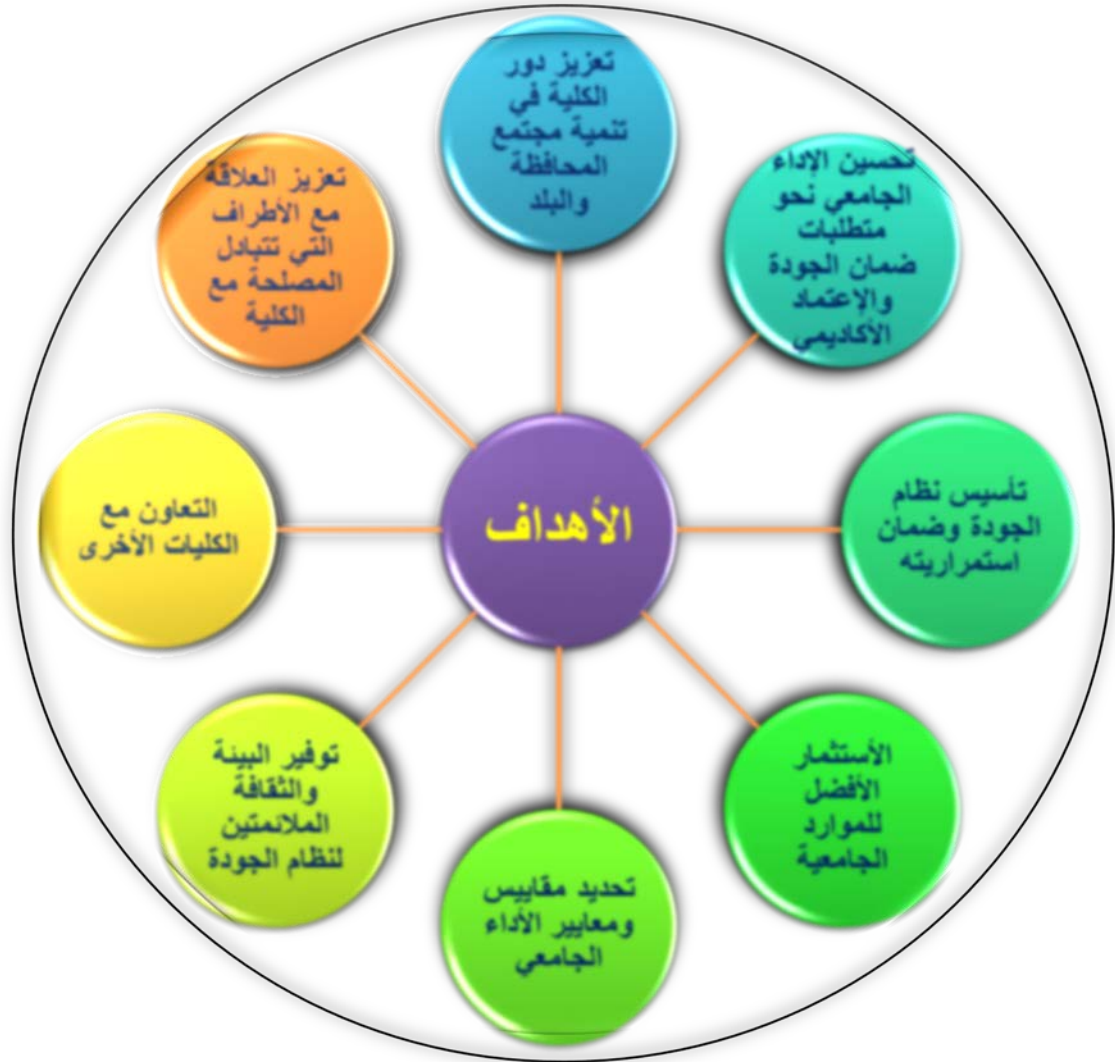 الأهداف
تعزيز دور
الكلية في
تنمية مجتمع
المحافظة
والبلد
تحسين الإداء
الجامعي نحو
متطلبات
ضمان الجودة
والإعتماد
الأكاديمي
تأسيس نظام
الجودة وضمان
استمراريته
الأستثمار
الأفضل
للموارد
الجامعية
تحديد مقاييس
ومعايير الأداء
الجامعي
توفير البيئة
والثقافة
الملائمتين
لنظام الجودة
التعاون مع
الكليات الأخرى
تعزيز العلاقة
مع الأطراف
التي تتبادل
المصلحة مع
الكلية